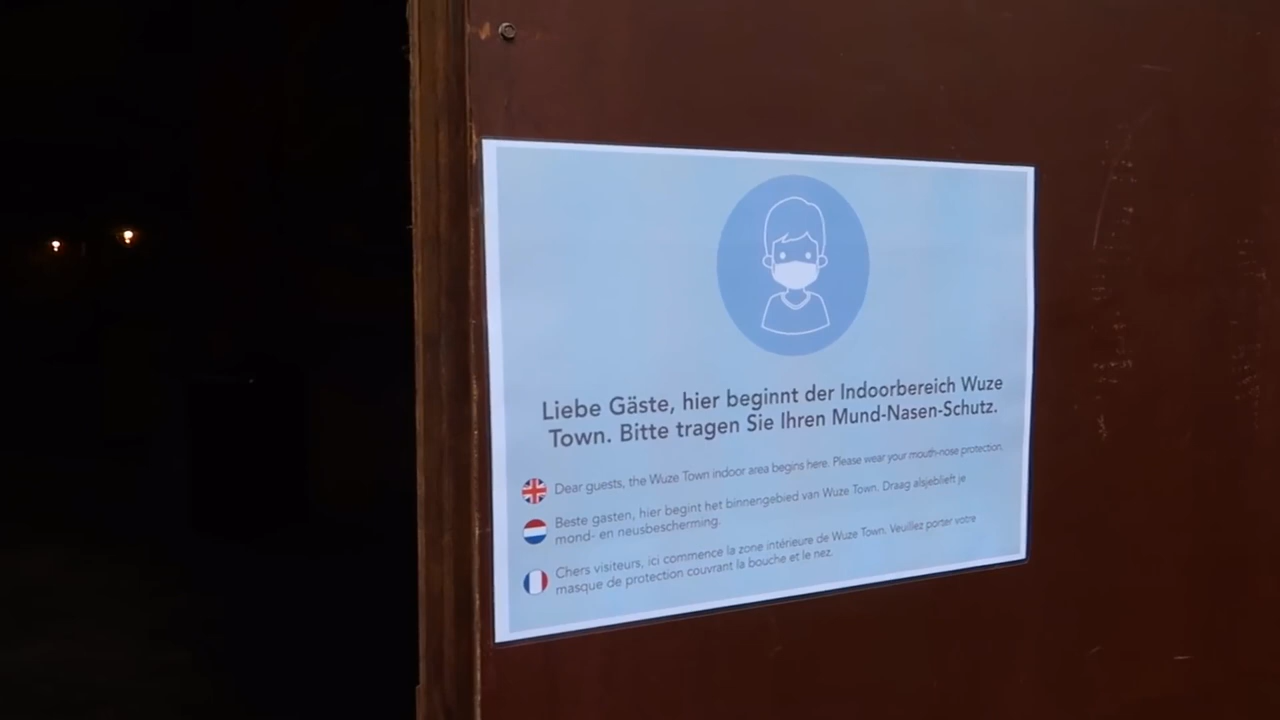 Liebe Gäste, hier beginnt der Indoorbereich Wuze
Town. Bitte tragen Sie Ihren Mund-Nasen-Schutz.
Dear guests, the Wuze Town indoor area begins here. Please wear your mouth-nose protection.
Beste gasten, hier begint het binnengebied van Wuze Town. Draag alsjeblieft je
mond- en neusbescherming.
Chers visiteurs, ici commence la zone intérieure de Wuze Town. Veuillez porter votre
masque de protection couvrant la bouche et le nez.